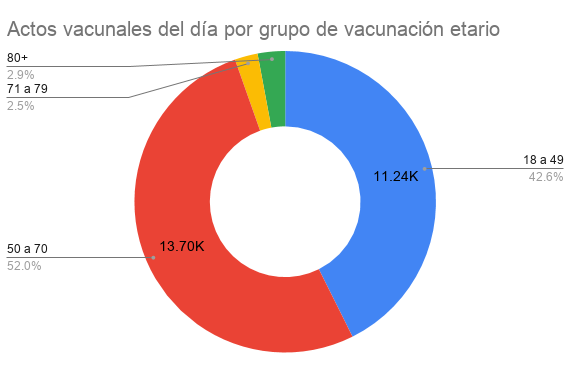 Actos vacunales del día por grupo de vacunación etario
80+
2.9%
71 a 79
2.5%
18 a 49
42.6%
11.24K
13.70K
50 a 70
52.0%